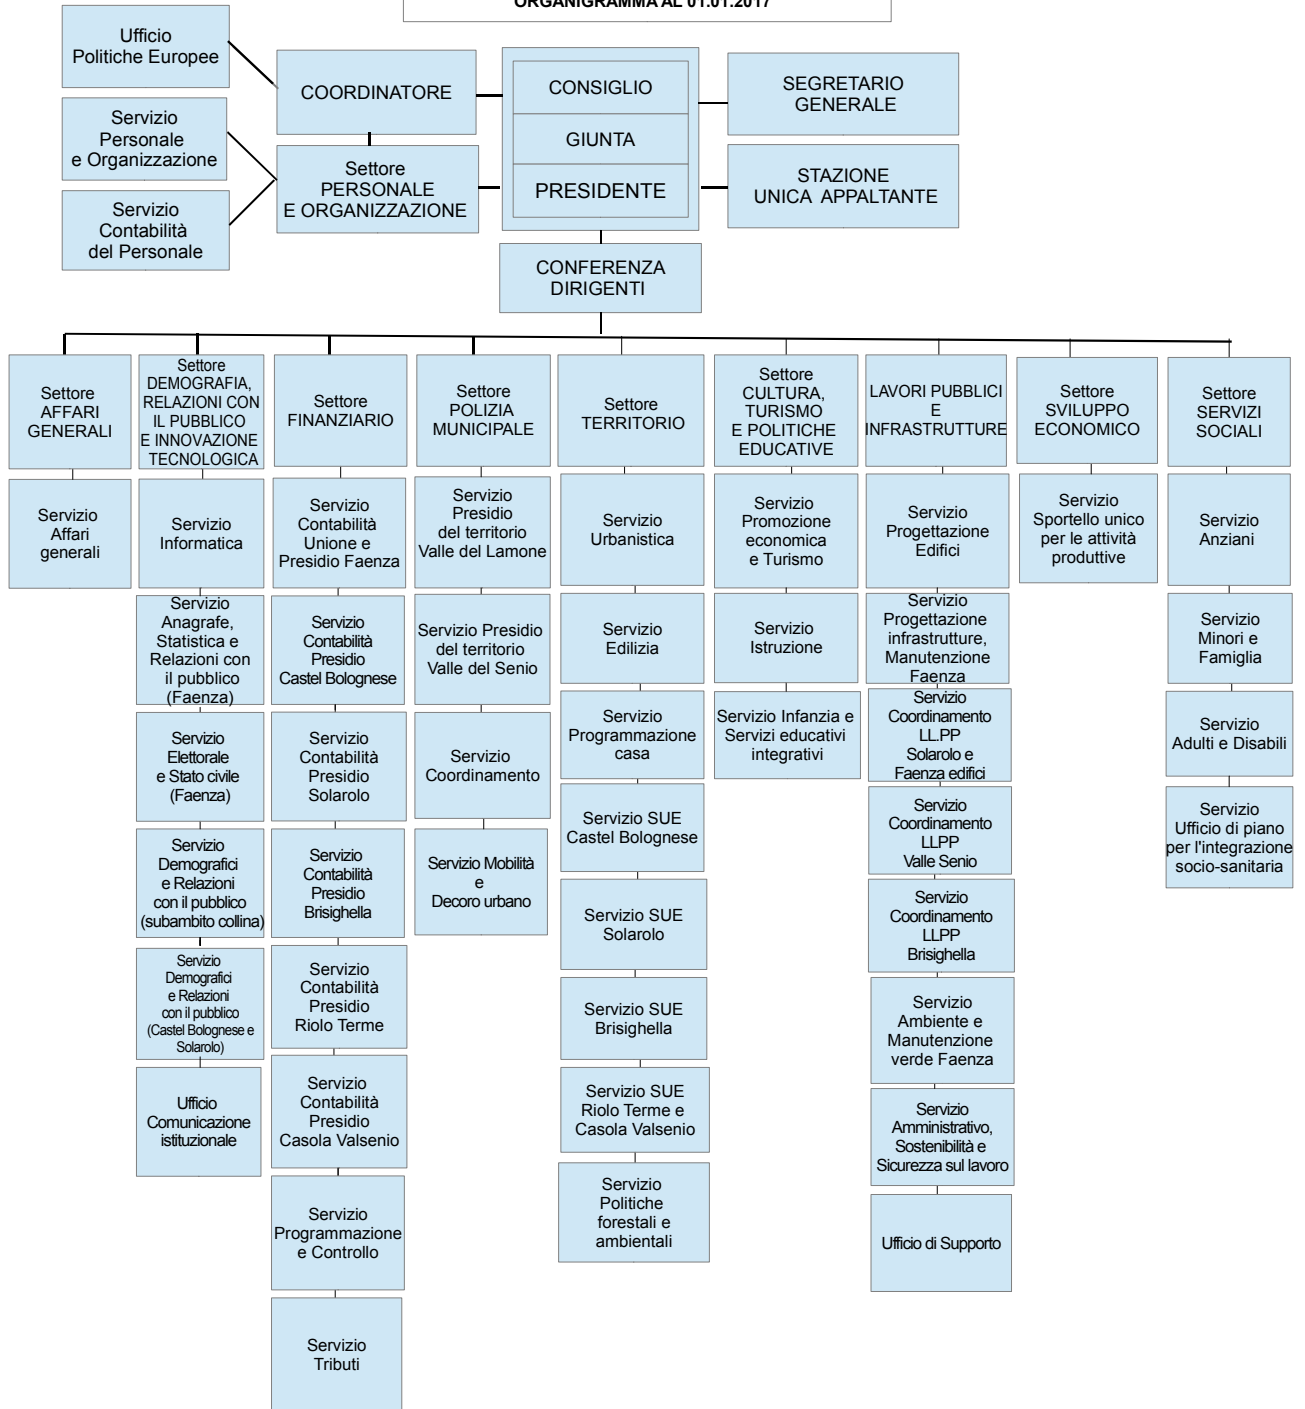 ORGANIGRAMMA AL 01.01.2017
Ufficio
Politiche Europee
Servizio
Personale
e Organizzazione
Servizio
Contabilità
del Personale
COORDINATORE
Settore
PERSONALE
E ORGANIZZAZIONE
CONSIGLIO
GIUNTA
PRESIDENTE
SEGRETARIO
GENERALE
STAZIONE
UNICA APPALTANTE
CONFERENZA
DIRIGENTI
Settore
AFFARI
GENERALI
Servizio
Affari
generali
Settore
DEMOGRAFIA,
RELAZIONI CON
IL PUBBLICO
E INNOVAZIONE
TECNOLOGICA
Servizio
Informatica
Servizio
Anagrafe,
Statistica e
Relazioni con
il pubblico
(Faenza)
Servizio
Elettorale
e Stato civile
(Faenza)
Servizio
Demografici
e Relazioni
con il pubblico
(subambito collina)
Servizio
Demografici
e Relazioni
con il pubblico
(Castel Bolognese e
Solarolo)
Ufficio
Comunicazione
istituzionale
Settore
FINANZIARIO
Servizio
Contabilità
Unione e
Presidio Faenza
Servizio
Contabilità
Presidio
Castel Bolognese
Servizio
Contabilità
Presidio
Solarolo
Servizio
Contabilità
Presidio
Brisighella
Servizio
Contabilità
Presidio
Riolo Terme
Servizio
Contabilità
Presidio
Casola Valsenio
Servizio
Programmazione
e Controllo
Servizio
Tributi
Settore
POLIZIA
MUNICIPALE
Servizio
Presidio
del territorio
Valle del Lamone
Servizio Presidio
del territorio
Valle del Senio
Servizio
Coordinamento
Servizio Mobilità
e
Decoro urbano
Settore
TERRITORIO
Servizio
Urbanistica
Servizio
Edilizia
Servizio
Programmazione
casa
Servizio SUE
Castel Bolognese
Servizio SUE
Solarolo
Servizio SUE
Brisighella
Servizio SUE
Riolo Terme e
Casola Valsenio
Servizio
Politiche
forestali e
ambientali
Settore
CULTURA,
TURISMO
E POLITICHE
EDUCATIVE
Servizio
Promozione
economica
e Turismo
Servizio
Istruzione
Servizio Infanzia e
Servizi educativi
integrativi
LAVORI PUBBLICI
E
INFRASTRUTTURE
Servizio
Progettazione
Edifici
Servizio
Progettazione
infrastrutture,
Manutenzione
Faenza
Servizio
Coordinamento
LL.PP
Solarolo e
Faenza edifici
Servizio
Coordinamento
LLPP
Valle Senio
Servizio
Coordinamento
LLPP
Brisighella
Servizio
Ambiente e
Manutenzione
verde Faenza
Servizio
Amministrativo,
Sostenibilità e
Sicurezza sul lavoro
Ufficio di Supporto
Settore
SVILUPPO
ECONOMICO
Servizio
Sportello unico
per le attività
produttive
Settore
SERVIZI
SOCIALI
Servizio
Anziani
Servizio
Minori e
Famiglia
Servizio
Adulti e Disabili
Servizio
Ufficio di piano
per l'integrazione
socio-sanitaria